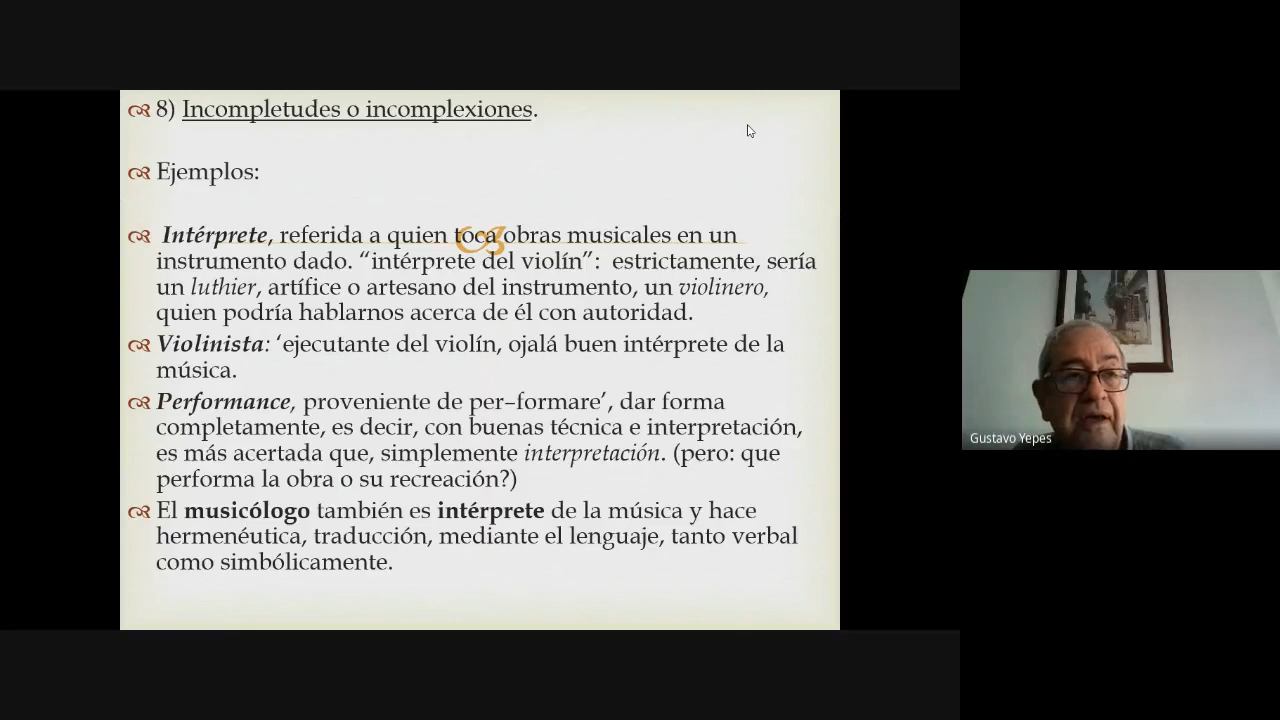 8) Incompletudes o incomplexiones.
Ejemplos:
Intérprete, referida a quien toca obras musicales en un
instrumento dado. “intérprete del violín”: estrictamente, sería
un luthier, artífice o artesano del instrumento, un violinero,
quien podría hablarnos acerca de él con autoridad.
Violinista: ‘ejecutante del violín, ojalá buen intérprete de la
música.
Performance, proveniente de per–formare’, dar forma
completamente, es decir, con buenas técnica e interpretación,
es más acertada que, simplemente interpretación. (pero: que
performa la obra o su recreación?)
El musicólogo también es intérprete de la música y hace
hermenéutica, traducción, mediante el lenguaje, tanto verbal
como simbólicamente.
Gustavo Yepes